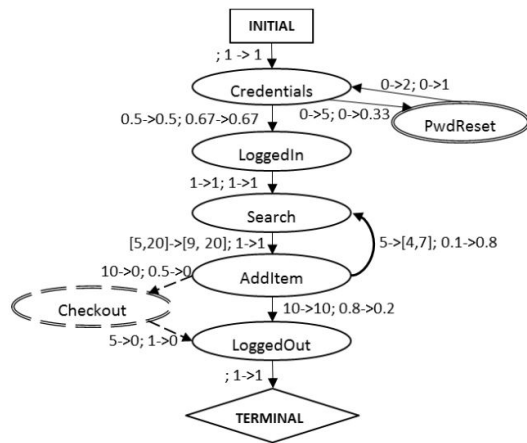 INITIAL
; 1 -> 1
Credentials
0->2; 0->1
0->5; 0->0.33
PwdReset
0.5->0.5; 0.67->0.67
LoggedIn
1->1; 1->1
Search
[5,20]->[9, 20]; 1->1
5->[4,7]; 0.1->0.8
10->0; 0.5->0
AddItem
Checkout
10->10; 0.8->0.2
5->0; 1->0
LoggedOut
; 1->1
TERMINAL